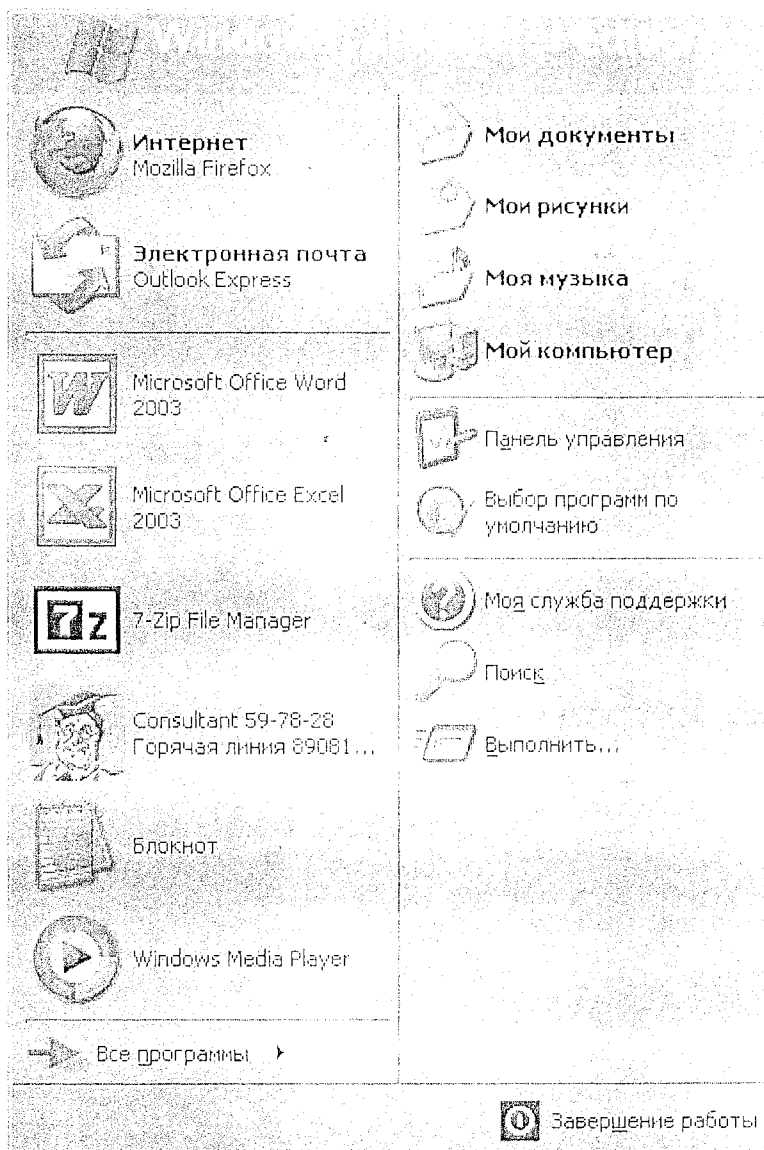 Интернет
Mozilla Firefox
Электронная почта
Outlook Express
Microsoft Office Word
2003
Microsoft Office Excel
2003
7-Zip File Manager
Consultant 59-78-28
Горячая линия 89081...
Блокнот
Windows Media Player
Все программы
Мои документы
Мои рисунки
Моя музыка
Мой компьютер
Панель управления
Выбор программ по
умолчанию
Моя служба поддержки
Поиск
Выполнить...
Завершение работы